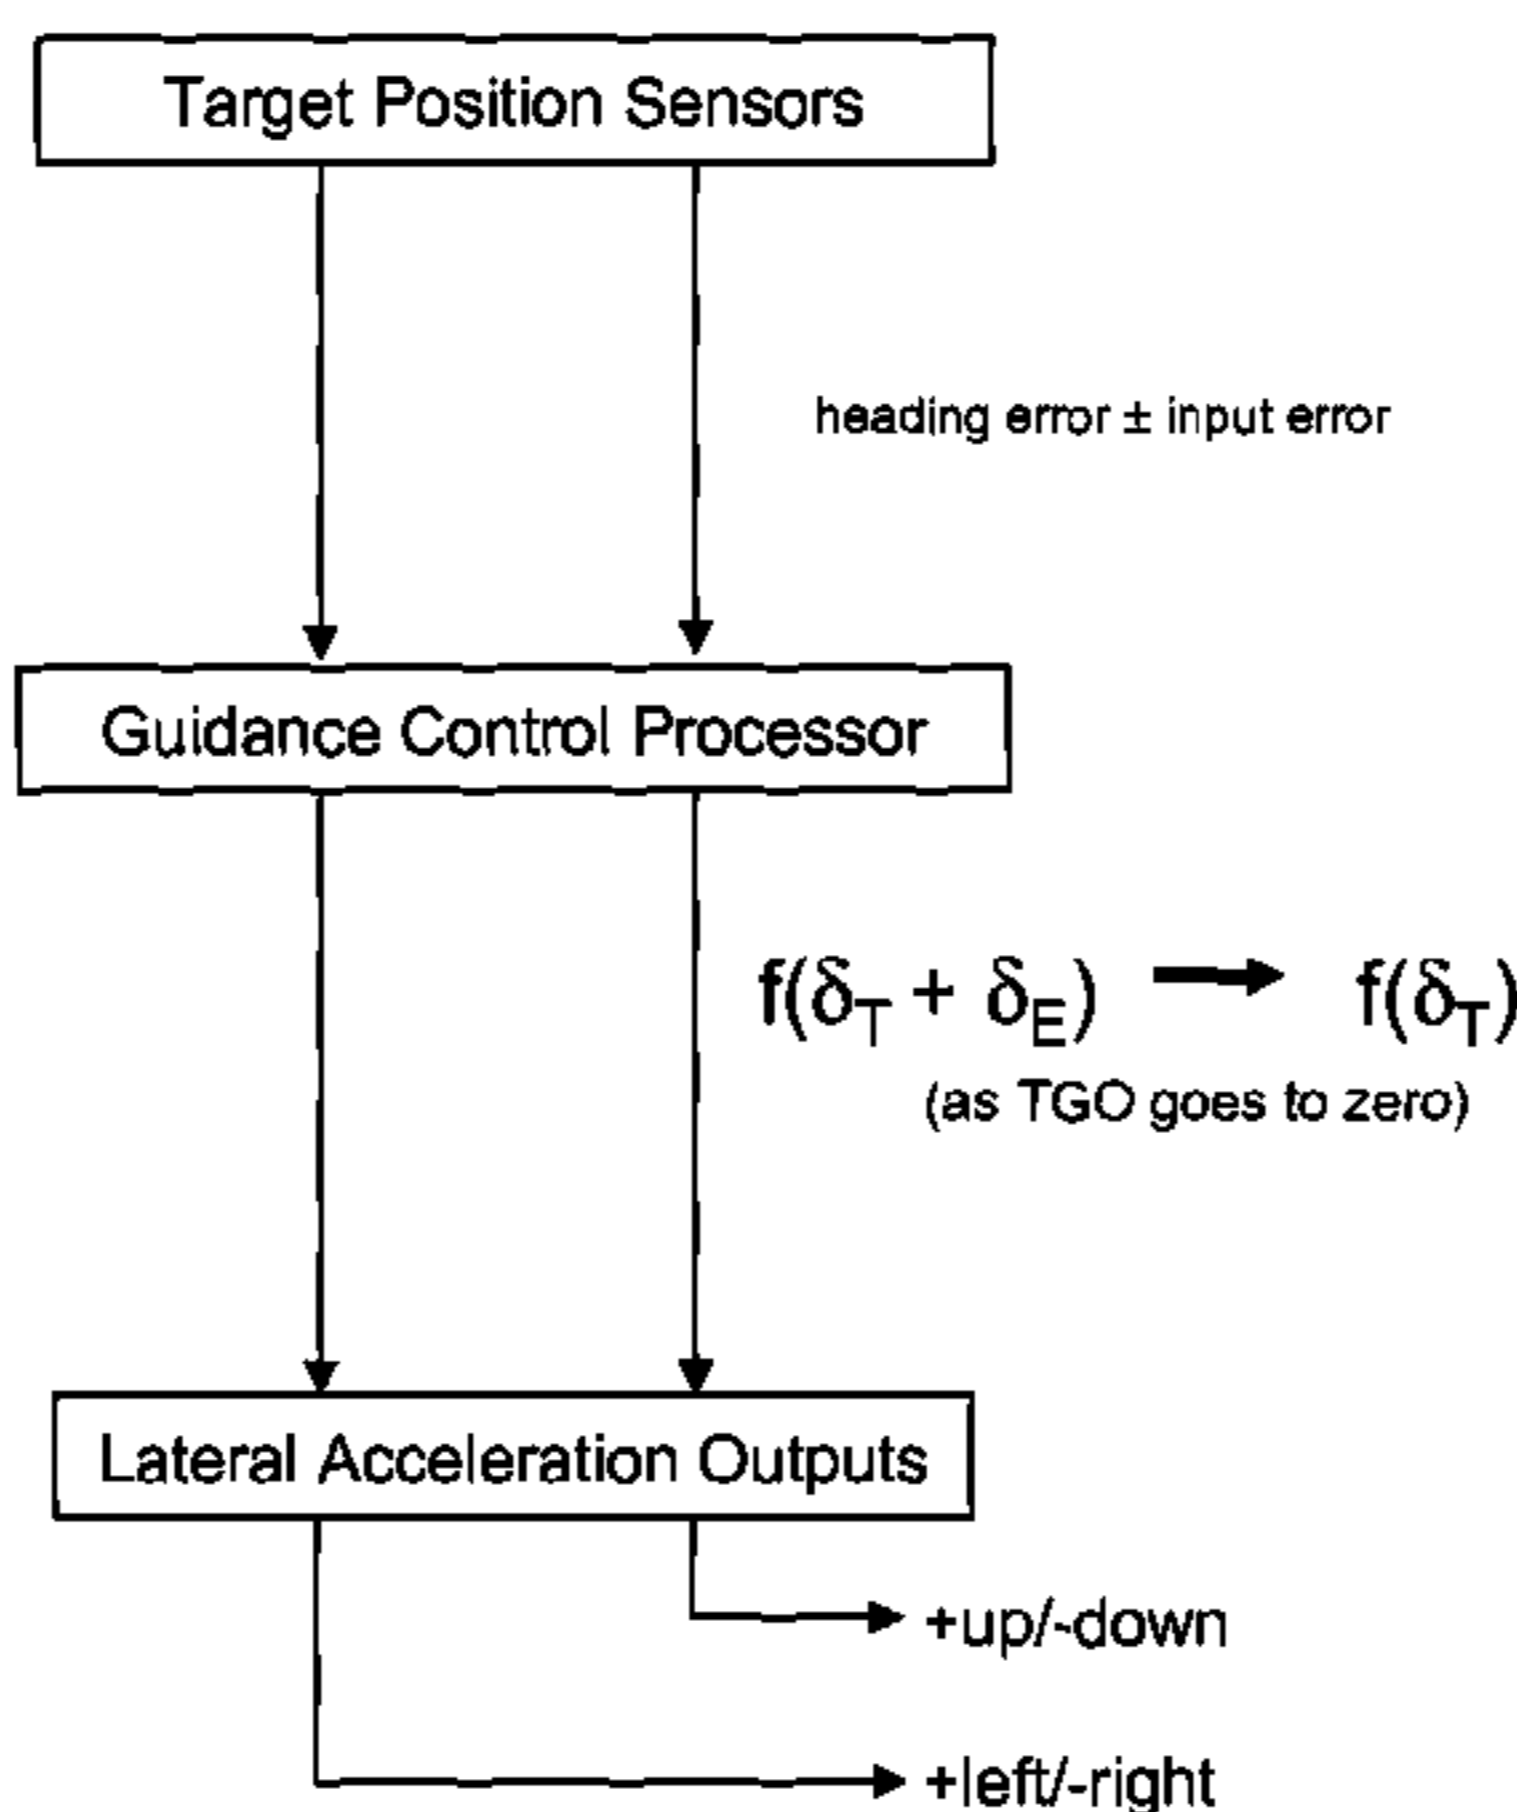 Target Position Sensors
heading error ± input error
Guidance Control Processor
f(δT + δE) → f(δT)
(as TGO goes to zero)
Lateral Acceleration Outputs
+up/-down
+left/-right